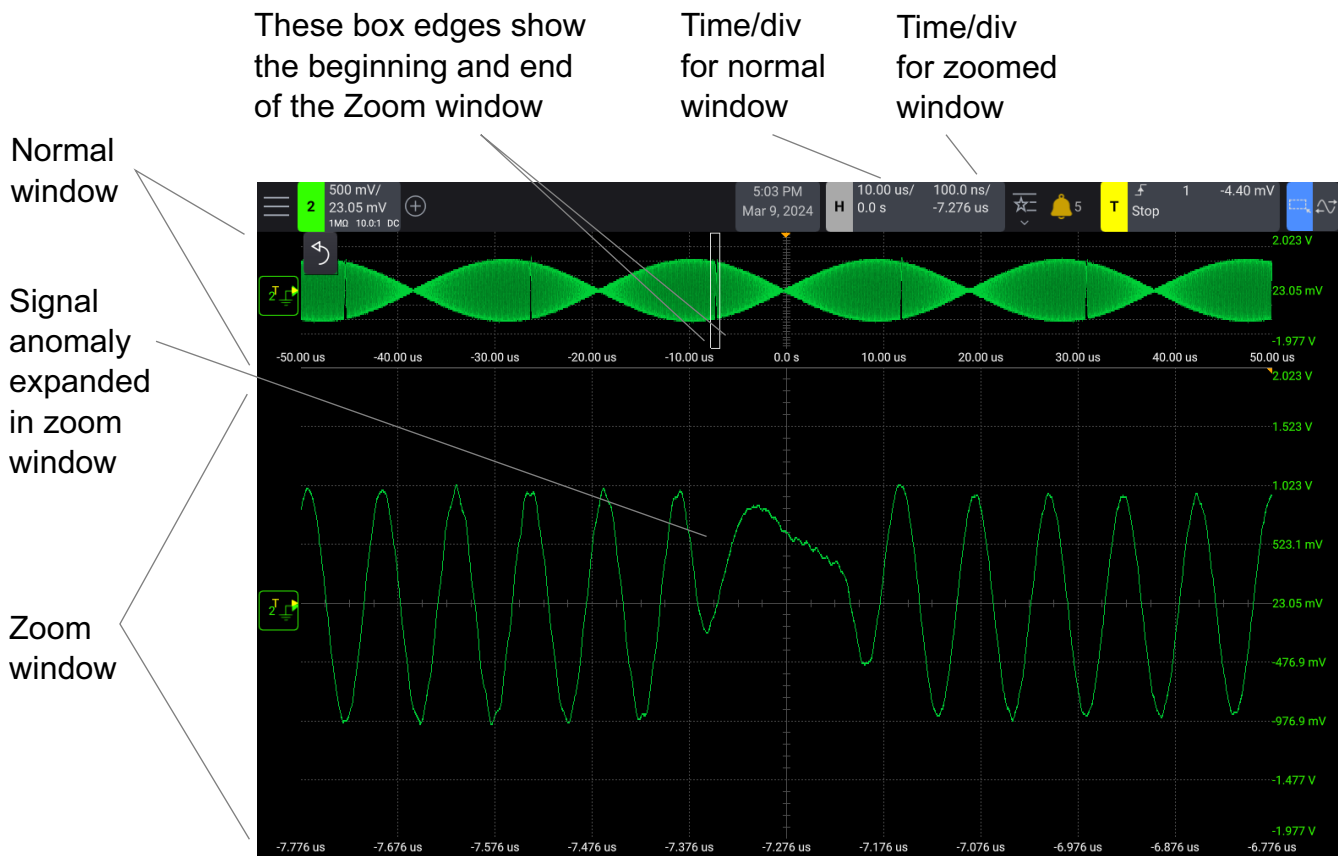 These box edges show
the beginning and end
of the Zoom window
Time/div
for normal
window
Time/div
for zoomed
window
Normal
window
Signal
anomaly
expanded
in zoom
window
Zoom
window
2
500 mV/
23.05 mV
1MΩ 10.0:1 DC
5:03 PM
Mar 9, 2024
H
10.00 us/ 100.0 ns/
0.0 s -7.276 us
5
T
1 -4.40 mV
Stop
2.023 V
23.05 mV
-1.977 V
T
2
-50.00 us -40.00 us -30.00 us -20.00 us -10.00 us 0.0 s 10.00 us 20.00 us 30.00 us 40.00 us 50.00 us
2.023 V
1.523 V
1.023 V
523.1 mV
23.05 mV
-476.9 mV
-976.9 mV
-1.477 V
-1.977 V
T
2
-7.776 us -7.676 us -7.576 us -7.476 us -7.376 us -7.276 us -7.176 us -7.076 us -6.976 us -6.876 us -6.776 us